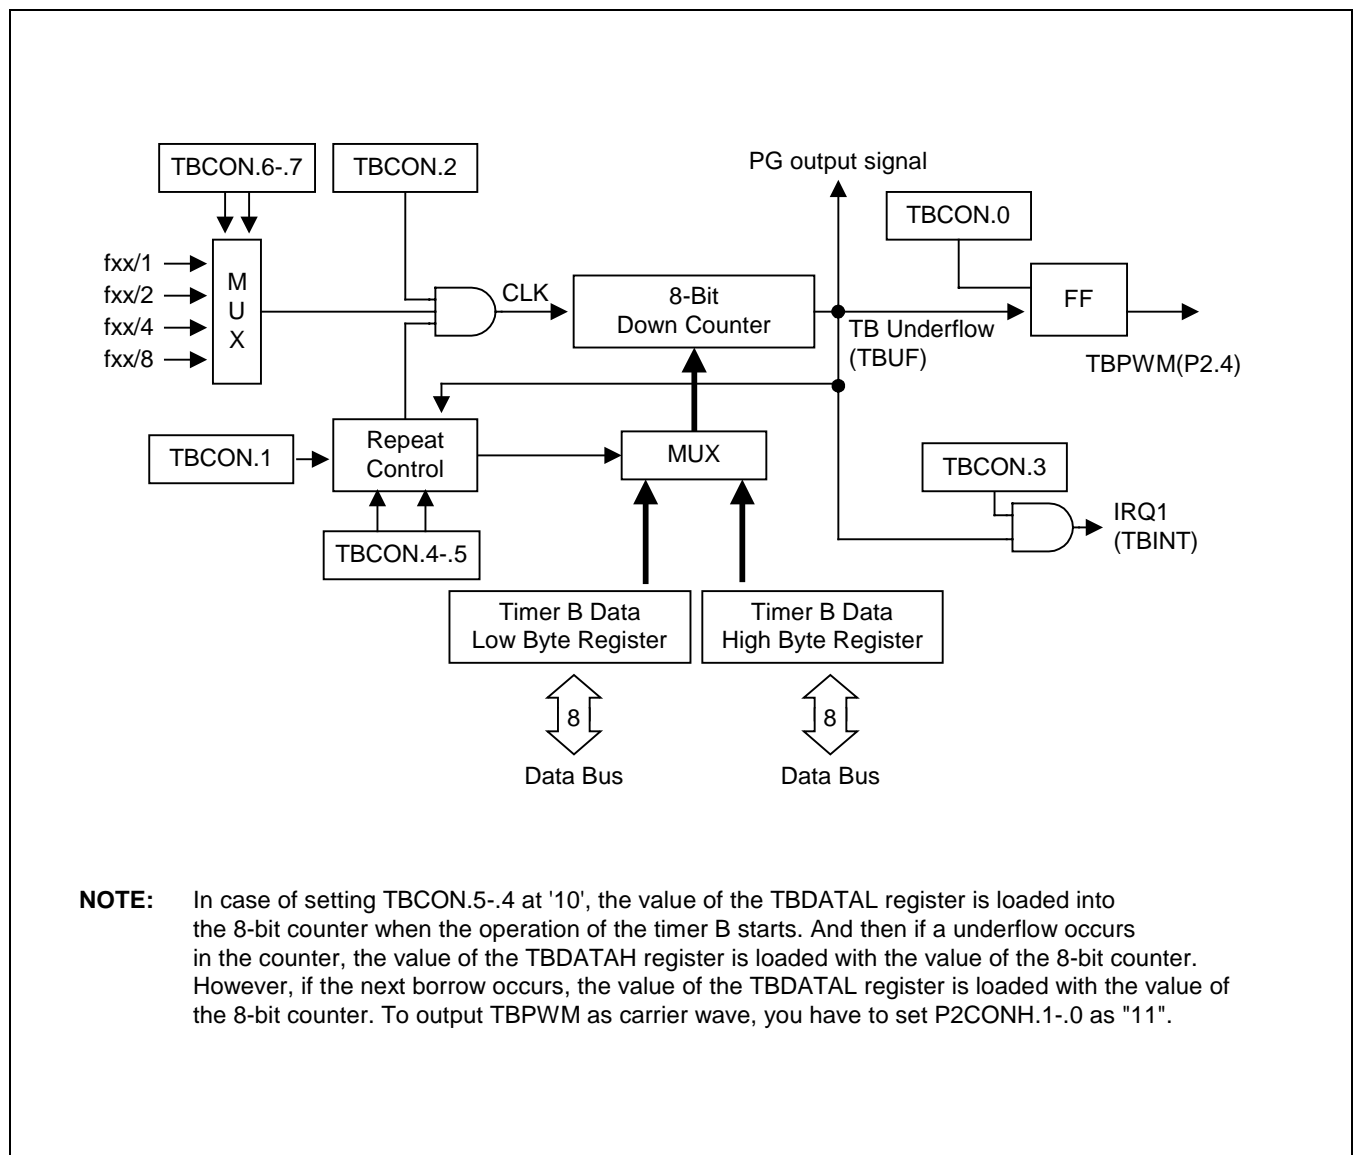 TBCON.6-.7
TBCON.2
PG output signal
TBCON.0
fxx/1
fxx/2
fxx/4
fxx/8
M
U
X
CLK
8-Bit
Down Counter
FF
TB Underflow
(TBUF)
TBPWM(P2.4)
TBCON.1
Repeat
Control
MUX
TBCON.3
TBCON.4-.5
IRQ1
(TBINT)
Timer B Data
Low Byte Register
Timer B Data
High Byte Register
8
8
Data Bus
Data Bus
NOTE: In case of setting TBCON.5-.4 at '10', the value of the TBDATAL register is loaded into
the 8-bit counter when the operation of the timer B starts. And then if a underflow occurs
in the counter, the value of the TBDATAH register is loaded with the value of the 8-bit counter.
However, if the next borrow occurs, the value of the TBDATAL register is loaded with the value of
the 8-bit counter. To output TBPWM as carrier wave, you have to set P2CONH.1-.0 as "11".